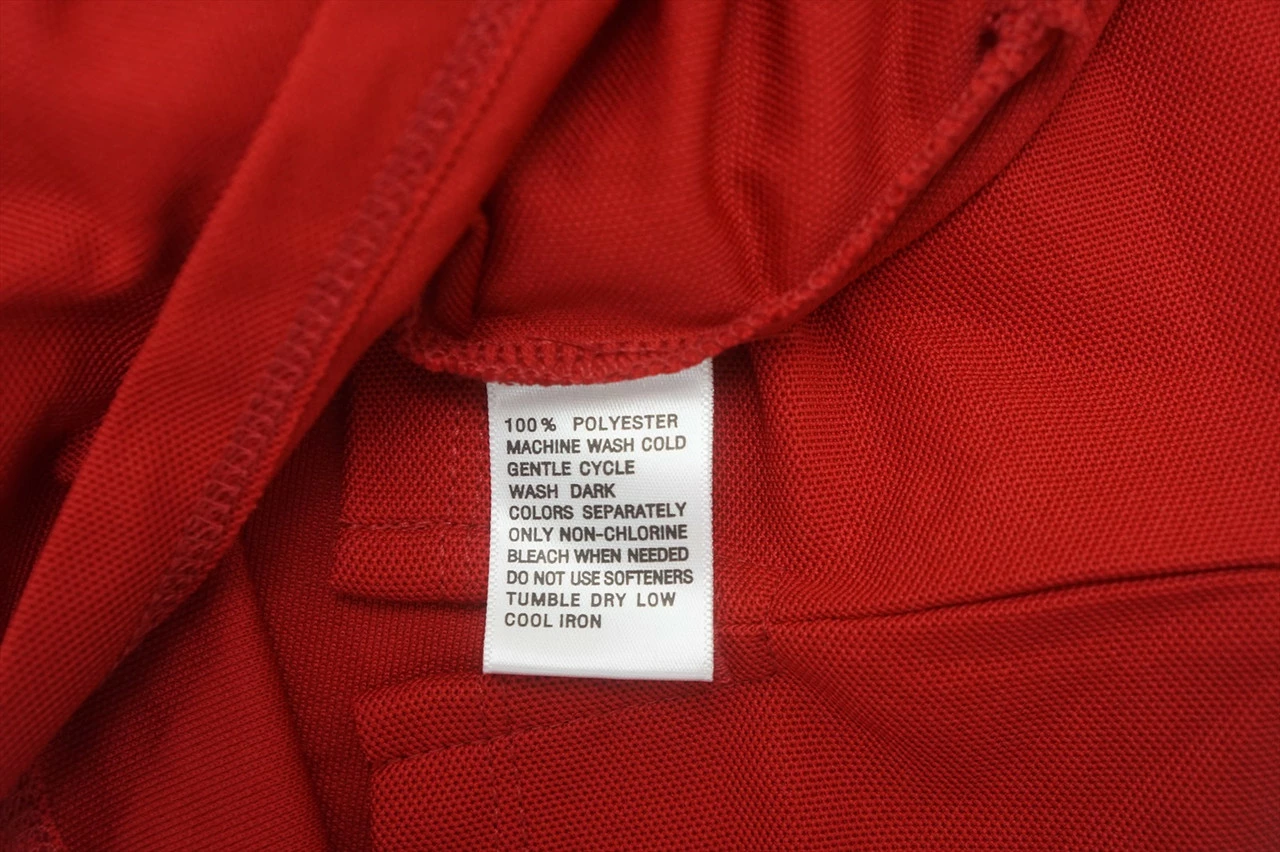 100% POLYESTER
MACHINE WASH COLD
GENTLE CYCLE
WASH DARK
COLORS SEPARATELY
ONLY NON-CHLORINE
BLEACH WHEN NEEDED
DO NOT USE SOFTENERS
TUMBLE DRY LOW
COOL IRON